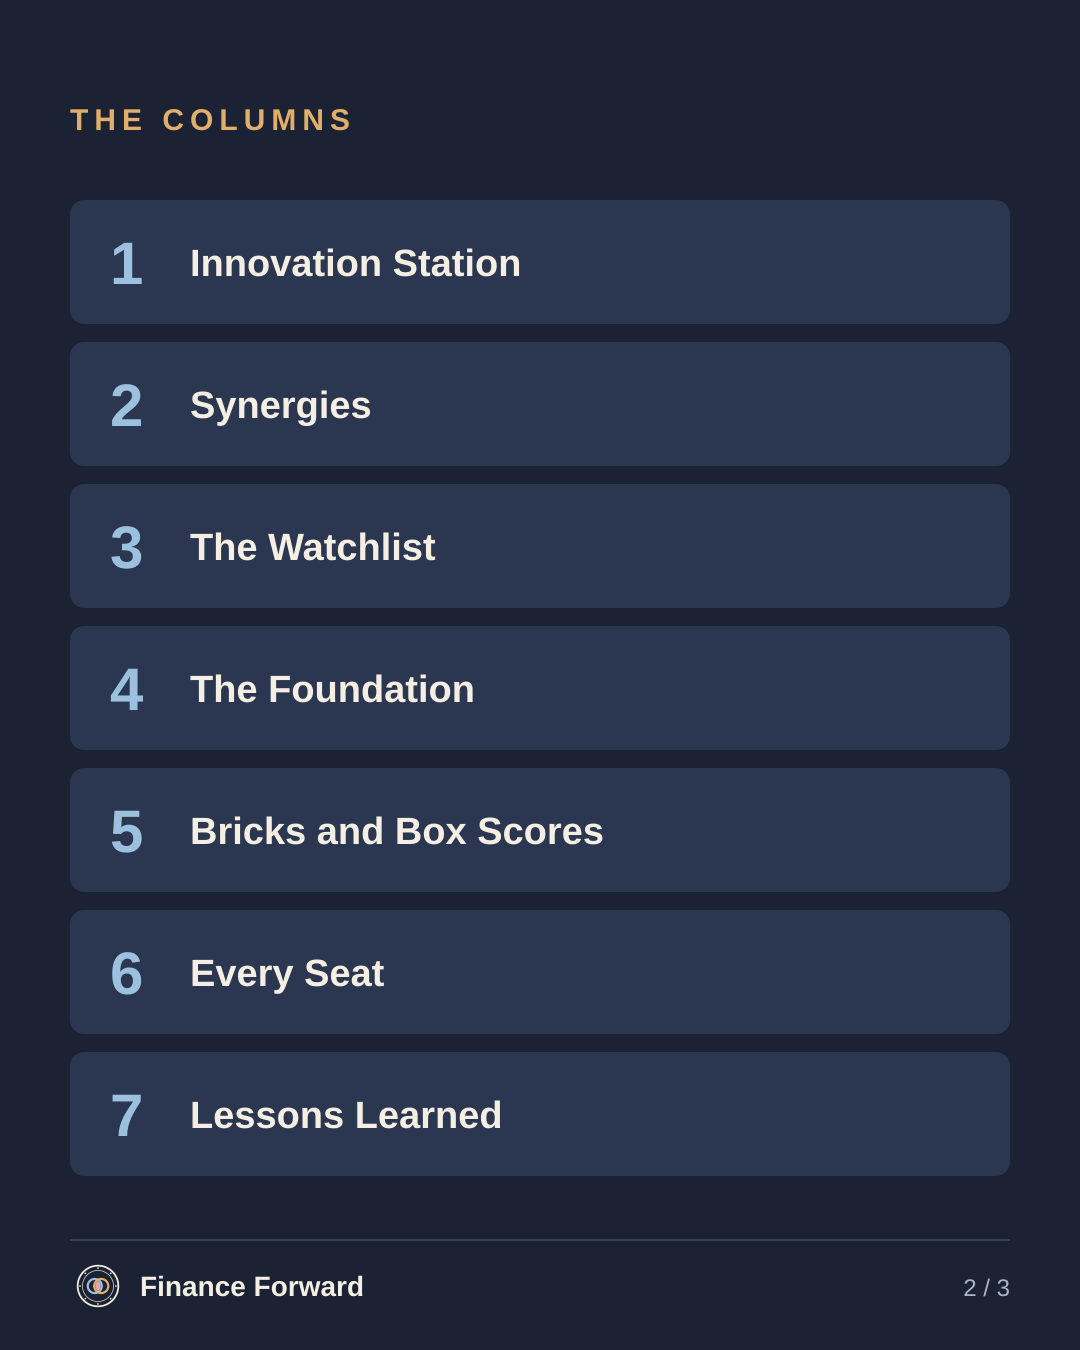 THE COLUMNS
1 Innovation Station
2 Synergies
3 The Watchlist
4 The Foundation
5 Bricks and Box Scores
6 Every Seat
7 Lessons Learned
Finance Forward 2 / 3